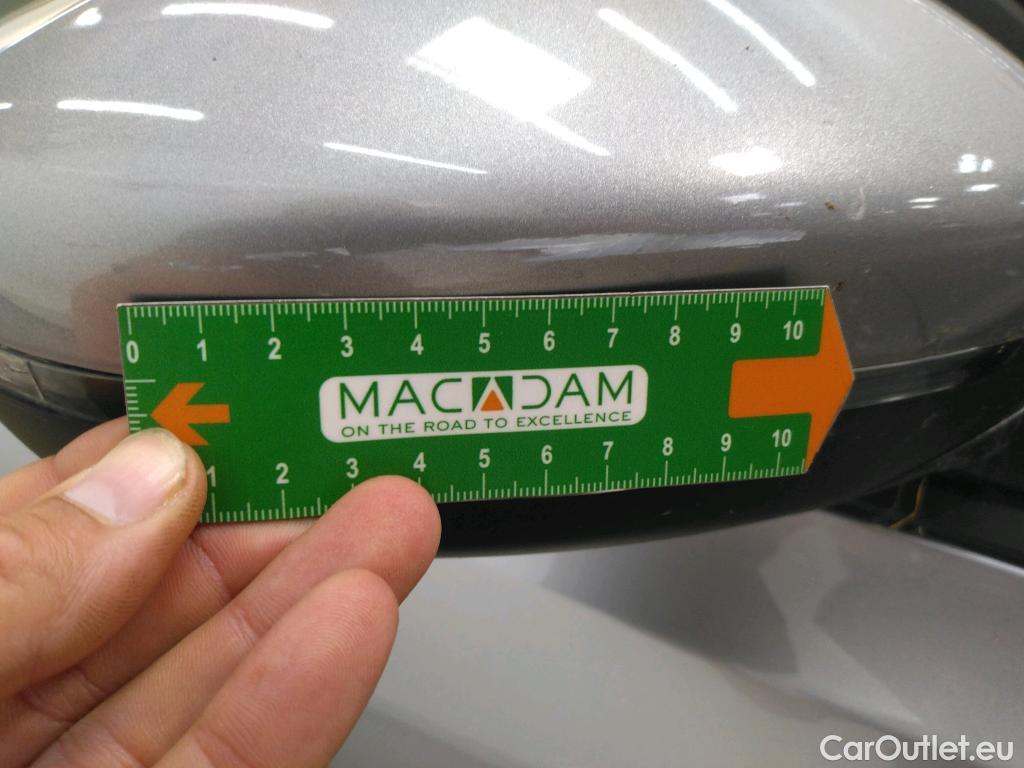 0 1 2 3 4 5 6 7 8 9 10
MACADAM
ON THE ROAD TO EXCELLENCE
1 2 3 4 5 6 7 8 9 10
CarOutlet.eu